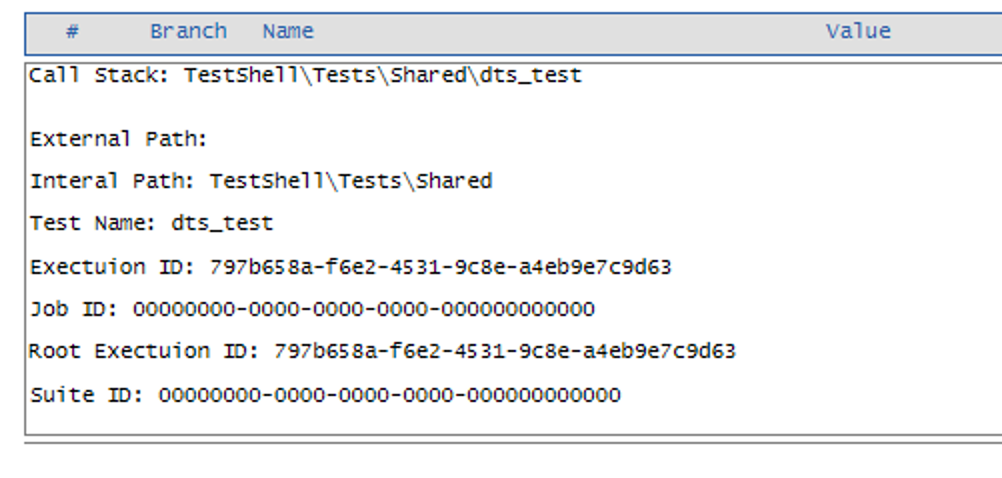 # Branch Name Value
Call Stack: TestShell\Tests\Shared\dts_test
External Path:
Interal Path: TestShell\Tests\Shared
Test Name: dts_test
Exectuion ID: 797b658a-f6e2-4531-9c8e-a4eb9e7c9d63
Job ID: 00000000-0000-0000-0000-000000000000
Root Exectuion ID: 797b658a-f6e2-4531-9c8e-a4eb9e7c9d63
Suite ID: 00000000-0000-0000-0000-000000000000